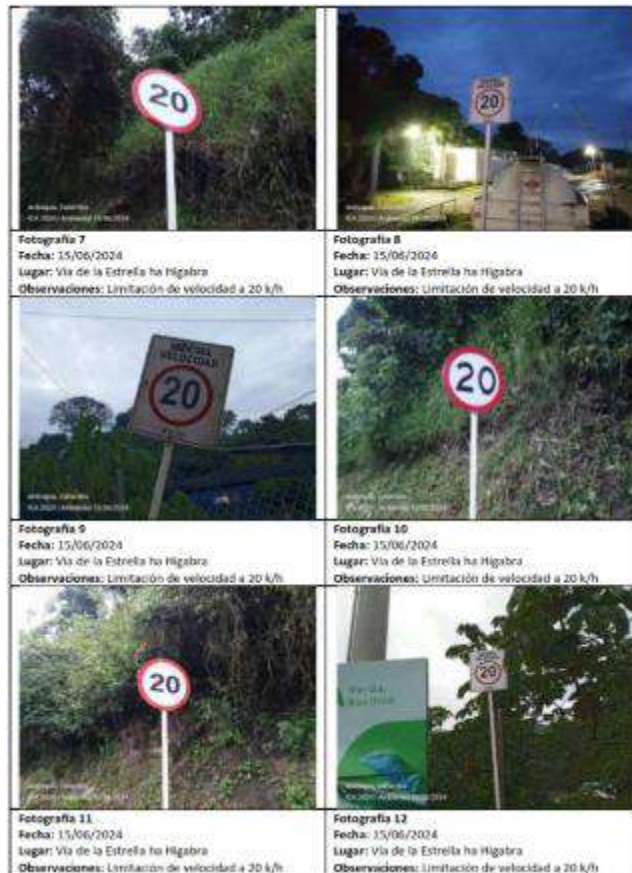 20
VELOCIDAD
20
Fotografía 7
Fecha: 15/06/2024
Lugar: Vía de la Estrella ha Higabra
Observaciones: Limitación de velocidad a 20 k/h
Fotografía 8
Fecha: 15/06/2024
Lugar: Vía de la Estrella ha Higabra
Observaciones: Limitación de velocidad a 20 k/h
VELOCIDAD
20
20
Fotografía 9
Fecha: 15/06/2024
Lugar: Vía de la Estrella ha Higabra
Observaciones: Limitación de velocidad a 20 k/h
Fotografía 10
Fecha: 15/06/2024
Lugar: Vía de la Estrella ha Higabra
Observaciones: Limitación de velocidad a 20 k/h
20
20
Fotografía 11
Fecha: 15/06/2024
Lugar: Vía de la Estrella ha Higabra
Observaciones: Limitación de velocidad a 20 k/h
Fotografía 12
Fecha: 15/06/2024
Lugar: Vía de la Estrella ha Higabra
Observaciones: Limitación de velocidad a 20 k/h